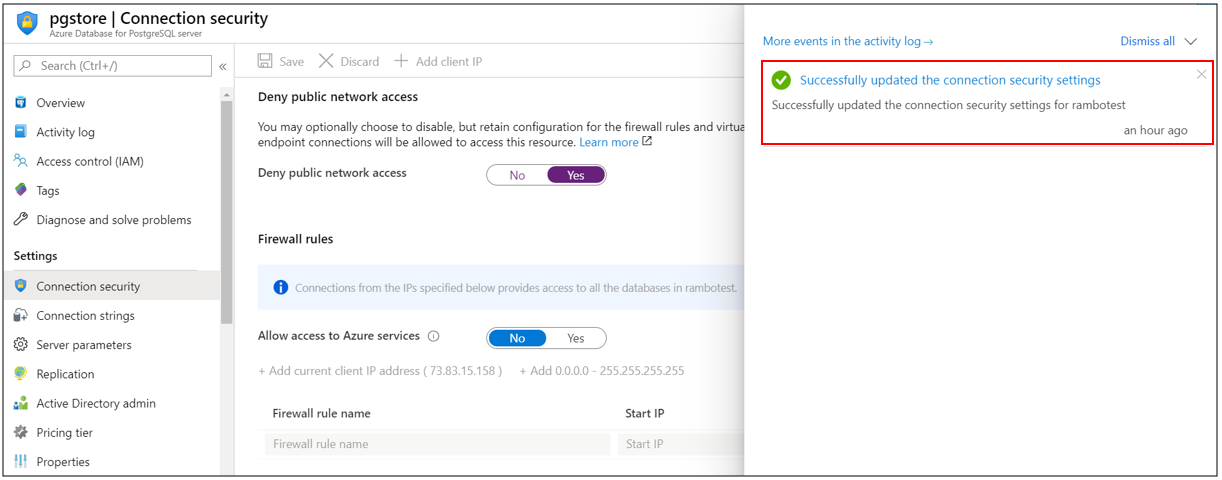 pgstore | Connection security
Azure Database for PostgreSQL server
Search (Ctrl+/)
«
Overview
Activity log
Access control (IAM)
Tags
Diagnose and solve problems
Settings
Connection security
Connection strings
Server parameters
Replication
Active Directory admin
Pricing tier
Properties
Save Discard Add client IP
Deny public network access
You may optionally choose to disable, but retain configuration for the firewall rules and virtua
endpoint connections will be allowed to access this resource. Learn more
Deny public network access No Yes
Firewall rules
Connections from the IPs specified below provides access to all the databases in rambotest.
Allow access to Azure services No Yes
+ Add current client IP address ( 73.83.15.158 ) + Add 0.0.0.0 - 255.255.255.255
Firewall rule name Start IP
Firewall rule name Start IP
More events in the activity log → Dismiss all
Successfully updated the connection security settings
Successfully updated the connection security settings for rambotest
an hour ago